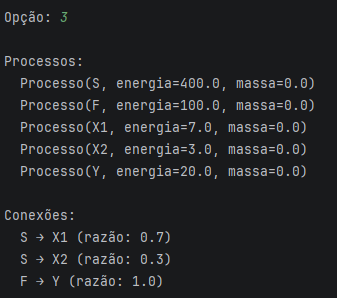 Opção: 3
Processos:
Processo(S, energia=400.0, massa=0.0)
Processo(F, energia=100.0, massa=0.0)
Processo(X1, energia=7.0, massa=0.0)
Processo(X2, energia=3.0, massa=0.0)
Processo(Y, energia=20.0, massa=0.0)
Conexões:
S → X1 (razão: 0.7)
S → X2 (razão: 0.3)
F → Y (razão: 1.0)